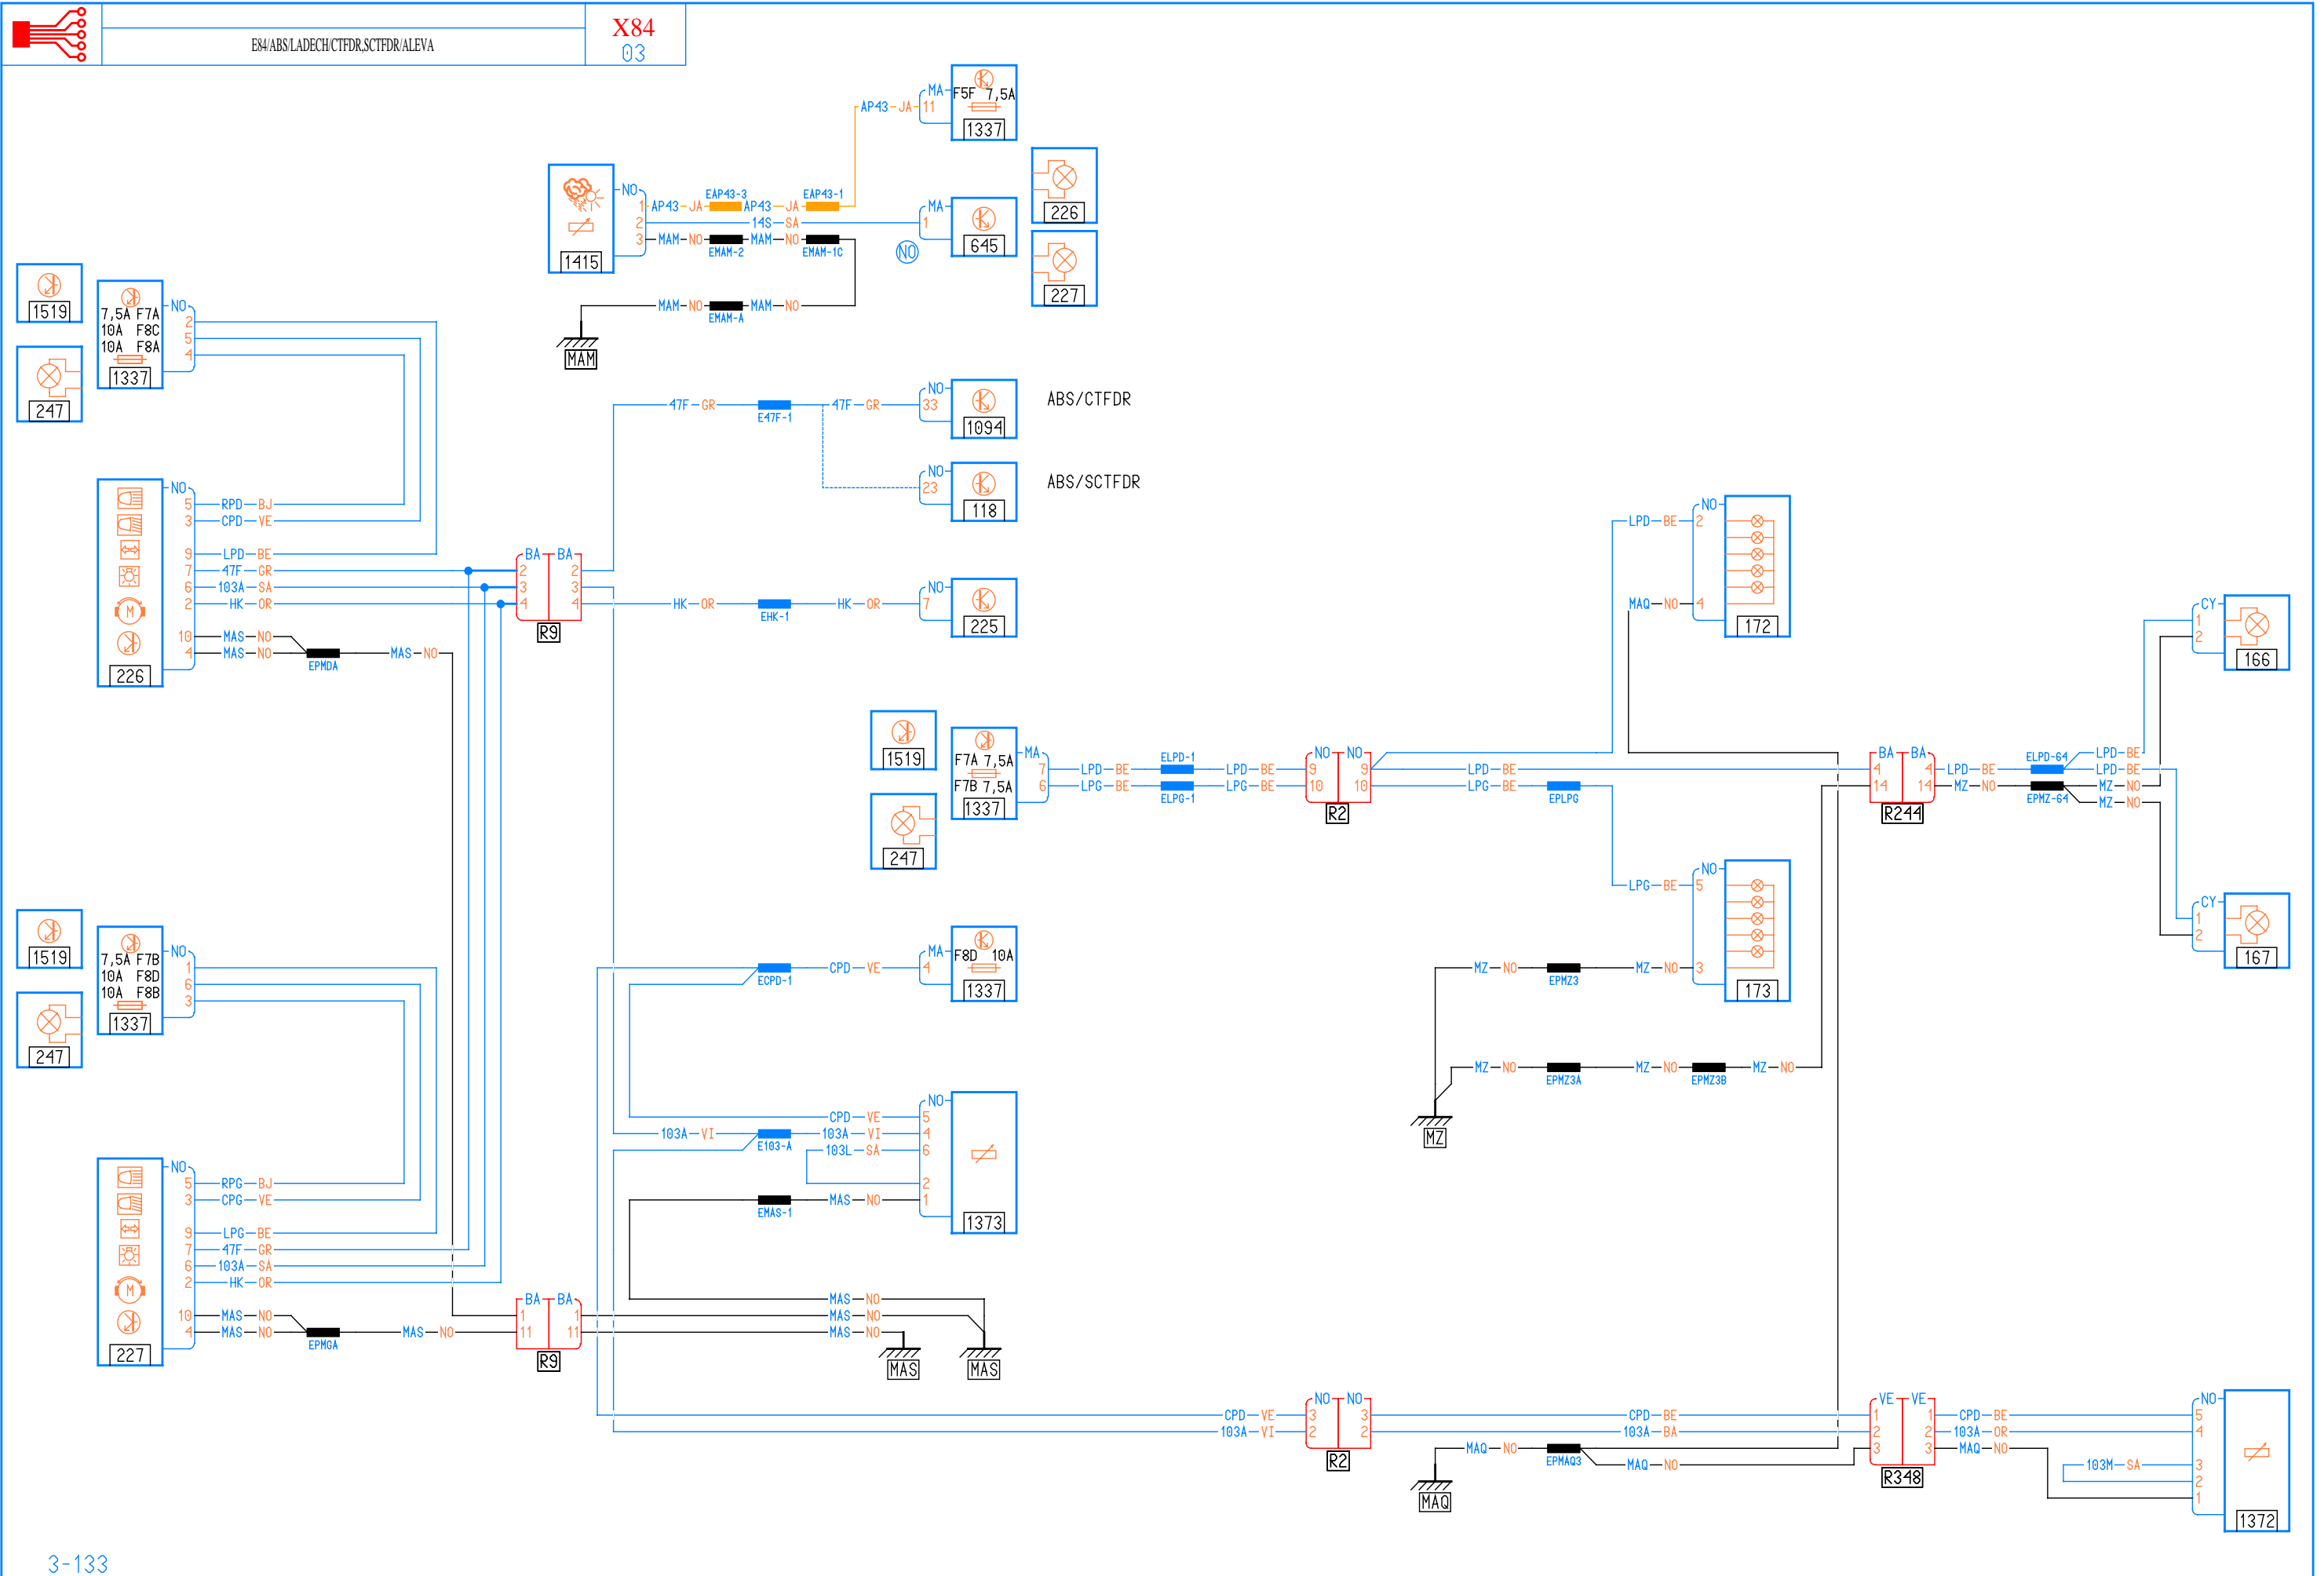 E84/ABS/LADECH/CTFDR,SCTFDR/ALEVA
X84
03
MA
AP43 JA 11
F5F 7,5A
1337
226
227
NO
1 AP43 JA EAP43-3 AP43 JA EAP43-1
2 14S SA
3 MAM NO EMAM-2 MAM NO EMAM-1C
1415
MA
1
645
NO
MAM NO EMAM-A MAM NO
MAM
1519
247
7,5A F7A
10A F8C
10A F8A
1337
NO
2
5
4
47F GR E47F-1 47F GR
NO
33
1094
ABS/CTFDR
NO
23
118
ABS/SCTFDR
NO
5 RPD BJ
3 CPD VE
9 LPD BE
7 47F GR
6 103A SA
2 HK OR
10 MAS NO
4 MAS NO EPMDA MAS NO
226
BA BA
2 2
3 3
4 4
R9
HK OR EHK-1 HK OR
NO
7
225
LPD BE 2
NO
MAQ NO 4
172
CY
1
2
166
1519
247
F7A 7,5A
F7B 7,5A
1337
MA
7 LPD BE ELPD-1 LPD BE
6 LPG BE ELPG-1 LPG BE
NO NO
9 9
10 10
R2
LPD BE
LPG BE EPLPG
BA BA
4 4
14 14
R244
LPD BE ELPD-64 LPD BE
LPD BE
MZ NO EPMZ-64 MZ NO
MZ NO
NO
LPG BE 5
MZ NO EPMZ3 MZ NO 3
173
CY
1
2
167
MZ NO EPMZ3A MZ NO EPMZ3B MZ NO
MZ
1519
247
7,5A F7B
10A F8D
10A F8B
1337
NO
1
6
3
ECPD-1 CPD VE
MA
4
F8D 10A
1337
NO
CPD VE 5
103A VI E103-A 103A VI 4
103L SA 6
2
EMAS-1 MAS NO 1
1373
NO
5 RPG BJ
3 CPG VE
9 LPG BE
7 47F GR
6 103A SA
2 HK OR
10 MAS NO
4 MAS NO EPMGA MAS NO
227
BA BA
1 1
11 11
R9
MAS NO
MAS NO
MAS NO
MAS
MAS
CPD VE
103A VI
NO NO
3 3
2 2
R2
CPD BE
103A BA
MAQ NO EPMAQ3
MAQ NO
MAQ
VE VE
1 1
2 2
3 3
R348
CPD BE
103A OR
MAQ NO
NO
5
4
103M SA 3
2
1
1372
3-133